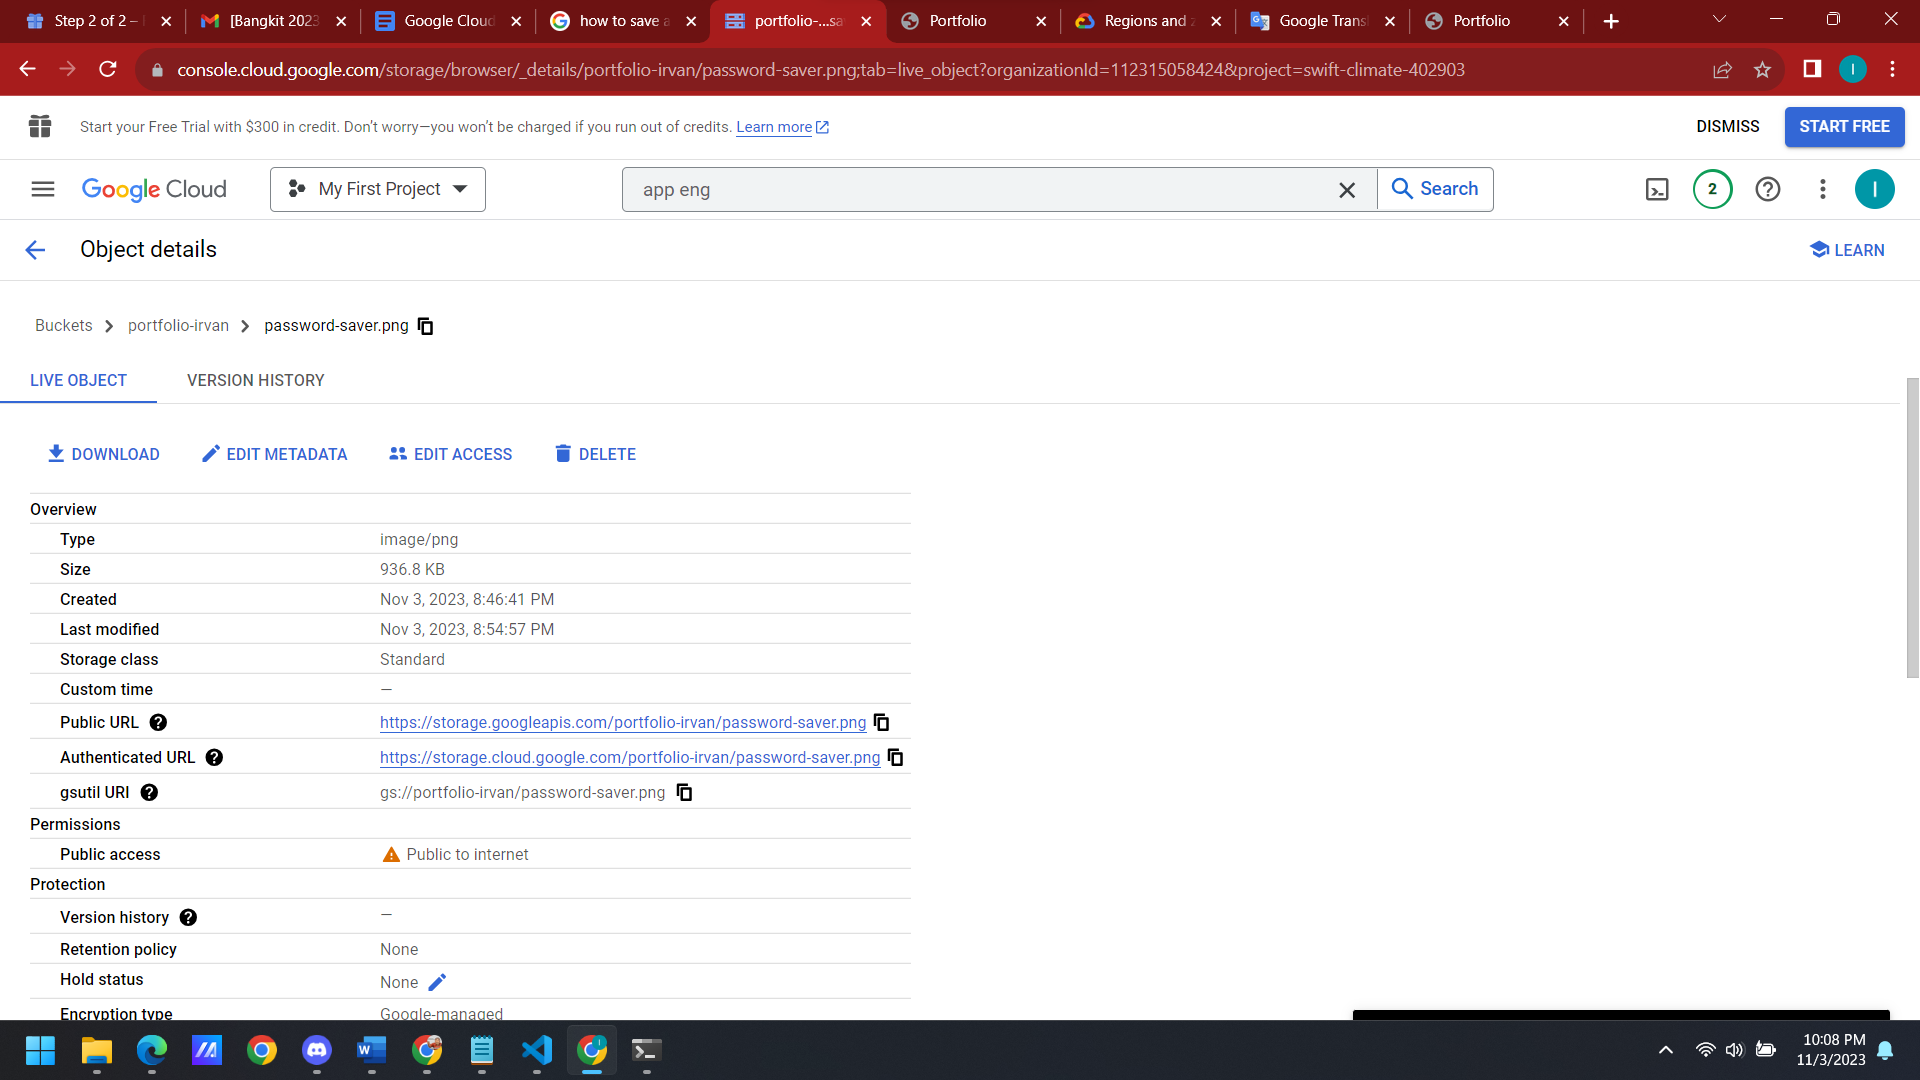 Step 2 of 2 –
[Bangkit 2023
Google Cloud
how to save a
portfolio-...sa
Portfolio
Regions and z
Google Trans
Portfolio
console.cloud.google.com/storage/browser/_details/portfolio-irvan/password-saver.png;tab=live_object?organizationId=112315058424&project=swift-climate-402903
I
Start your Free Trial with $300 in credit. Don't worry—you won't be charged if you run out of credits. Learn more
DISMISS
START FREE
Google Cloud
My First Project
app eng
Search
2
I
Object details
LEARN
Buckets
portfolio-irvan
password-saver.png
LIVE OBJECT
VERSION HISTORY
DOWNLOAD
EDIT METADATA
EDIT ACCESS
DELETE
Overview
Type image/png
Size 936.8 KB
Created Nov 3, 2023, 8:46:41 PM
Last modified Nov 3, 2023, 8:54:57 PM
Storage class Standard
Custom time —
Public URL https://storage.googleapis.com/portfolio-irvan/password-saver.png
Authenticated URL https://storage.cloud.google.com/portfolio-irvan/password-saver.png
gsutil URI gs://portfolio-irvan/password-saver.png
Permissions
Public access Public to internet
Protection
Version history —
Retention policy None
Hold status None
Encryption type Google-managed
10:08 PM
11/3/2023